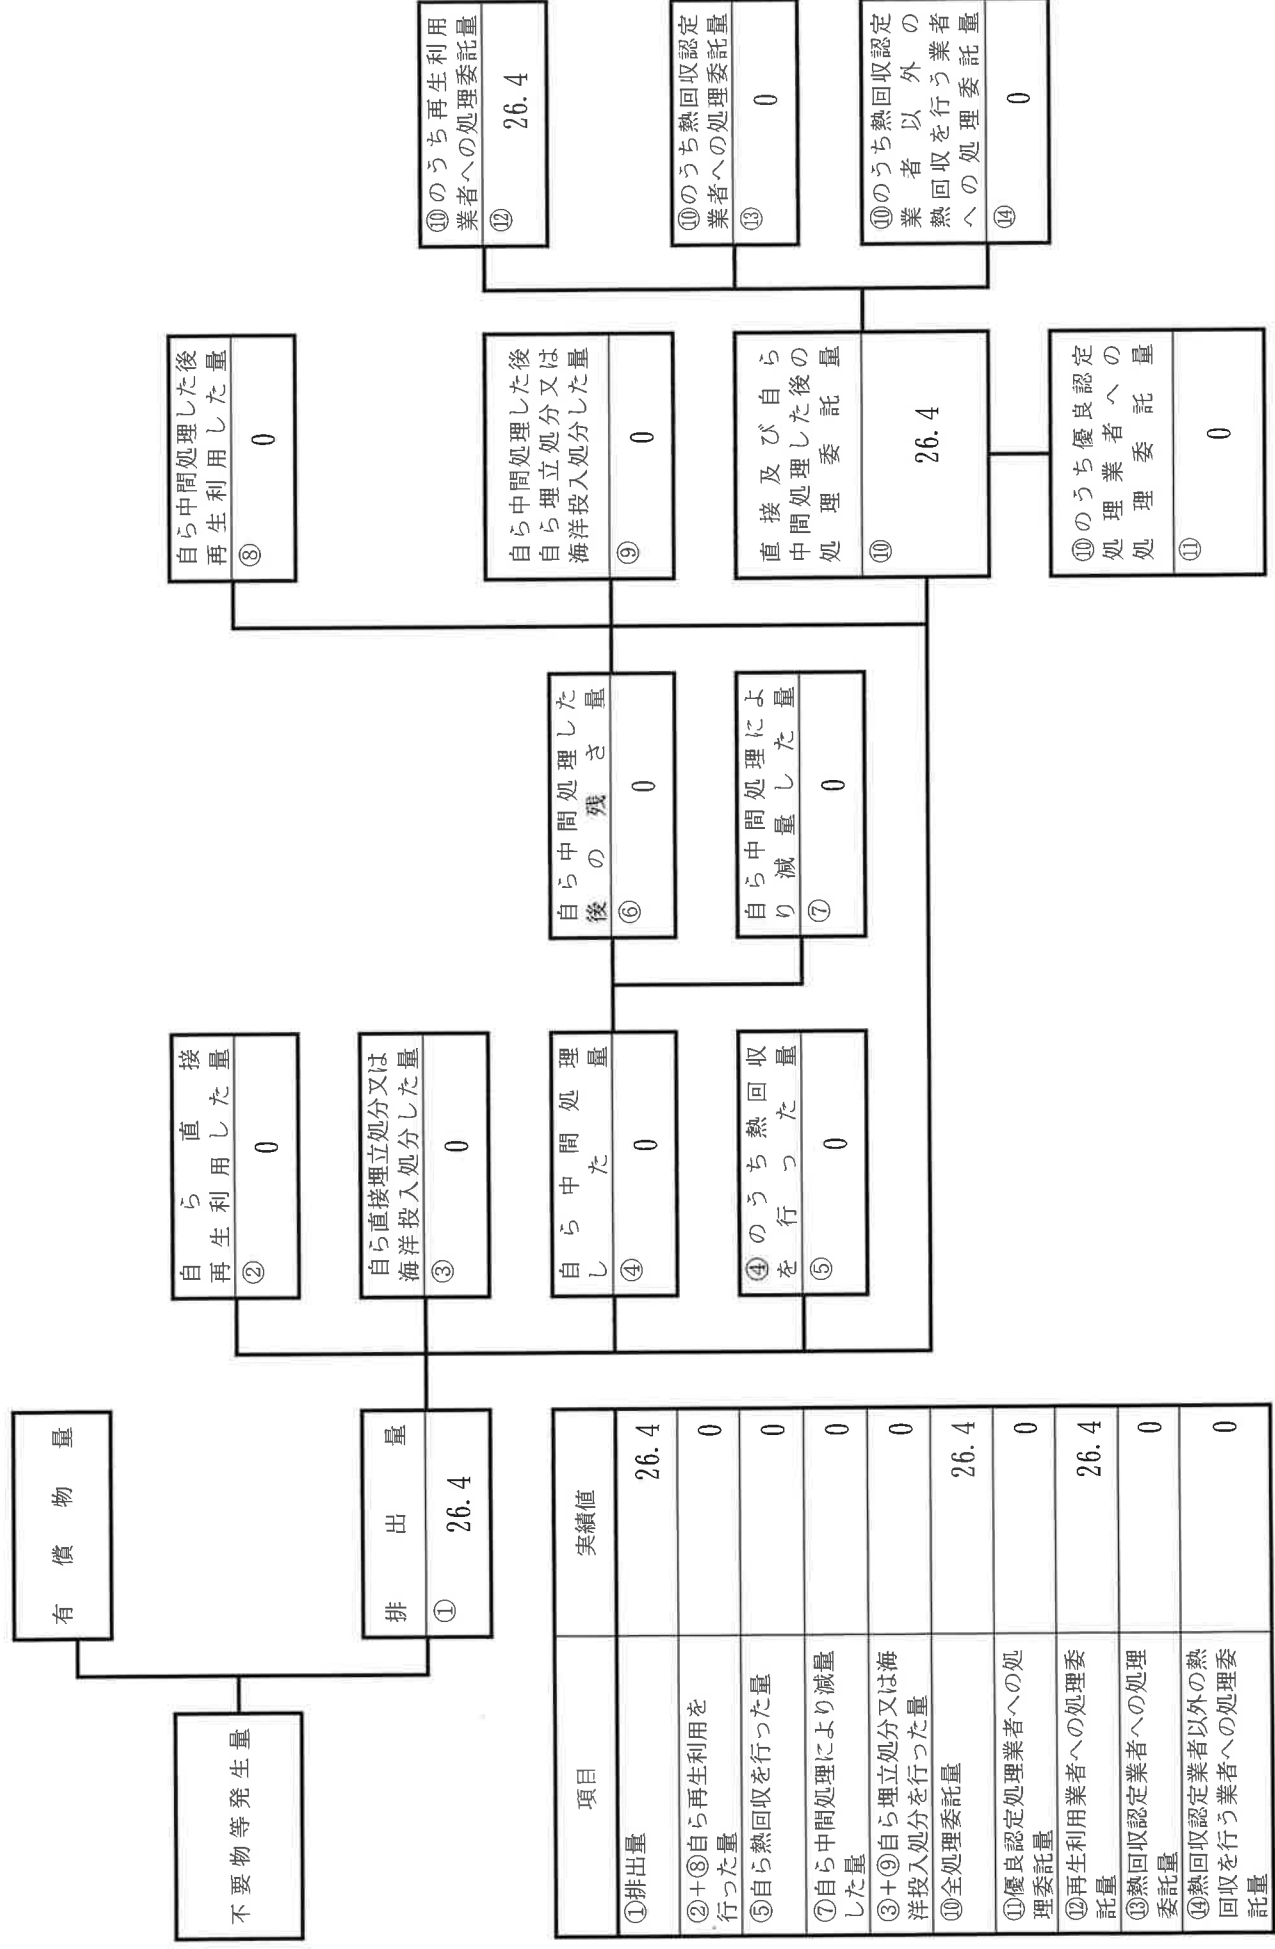 不要物等発生量
有償物量
排出量
①
26.4
自ら直接
再生利用した量
②
0
自ら直接埋立処分又は
海洋投入処分した量
③
0
自ら中間処理
した量
④
0
④のうち熱回収
を行った量
⑤
0
自ら中間処理した
後の残さ量
⑥
0
自ら中間処理によ
り減量した量
⑦
0
自ら中間処理した後
再生利用した量
⑧
0
自ら中間処理した後
自ら埋立処分又は
海洋投入処分した量
⑨
0
直接及び自ら
中間処理した後の
処理委託量
⑩
26.4
⑩のうち優良認定
処理業者への
処理委託量
⑪
0
⑩のうち再生利用
業者への処理委託量
⑫
26.4
⑩のうち熱回収認定
業者への処理委託量
⑬
0
⑩のうち熱回収認定
業者以外の
熱回収を行う業者
への処理委託量
⑭
0
項目 実績値
①排出量 26.4
②+⑧自ら再生利用を
行った量 0
⑤自ら熱回収を行った量 0
⑦自ら中間処理により減量
した量 0
③+⑨自ら埋立処分又は海
洋投入処分を行った量 0
⑩全処理委託量 26.4
⑪優良認定処理業者への処
理委託量 0
⑫再生利用業者への処理委
託量 26.4
⑬熱回収認定業者への処理
委託量 0
⑭熱回収認定業者以外の熱
回収を行う業者への処理委
託量 0